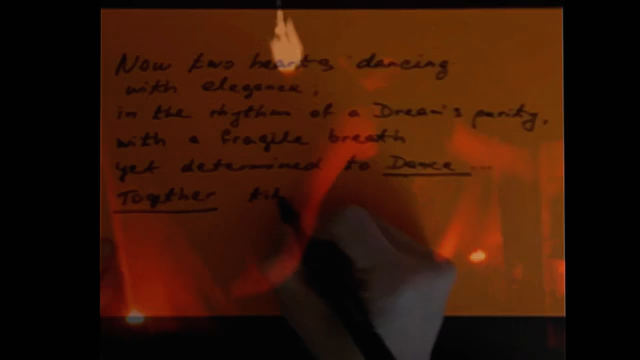 Now two hearts dancing
with elegance,
in the rhythm of a Dream's purity,
with a fragile breath
yet determined to Dance ...
Together